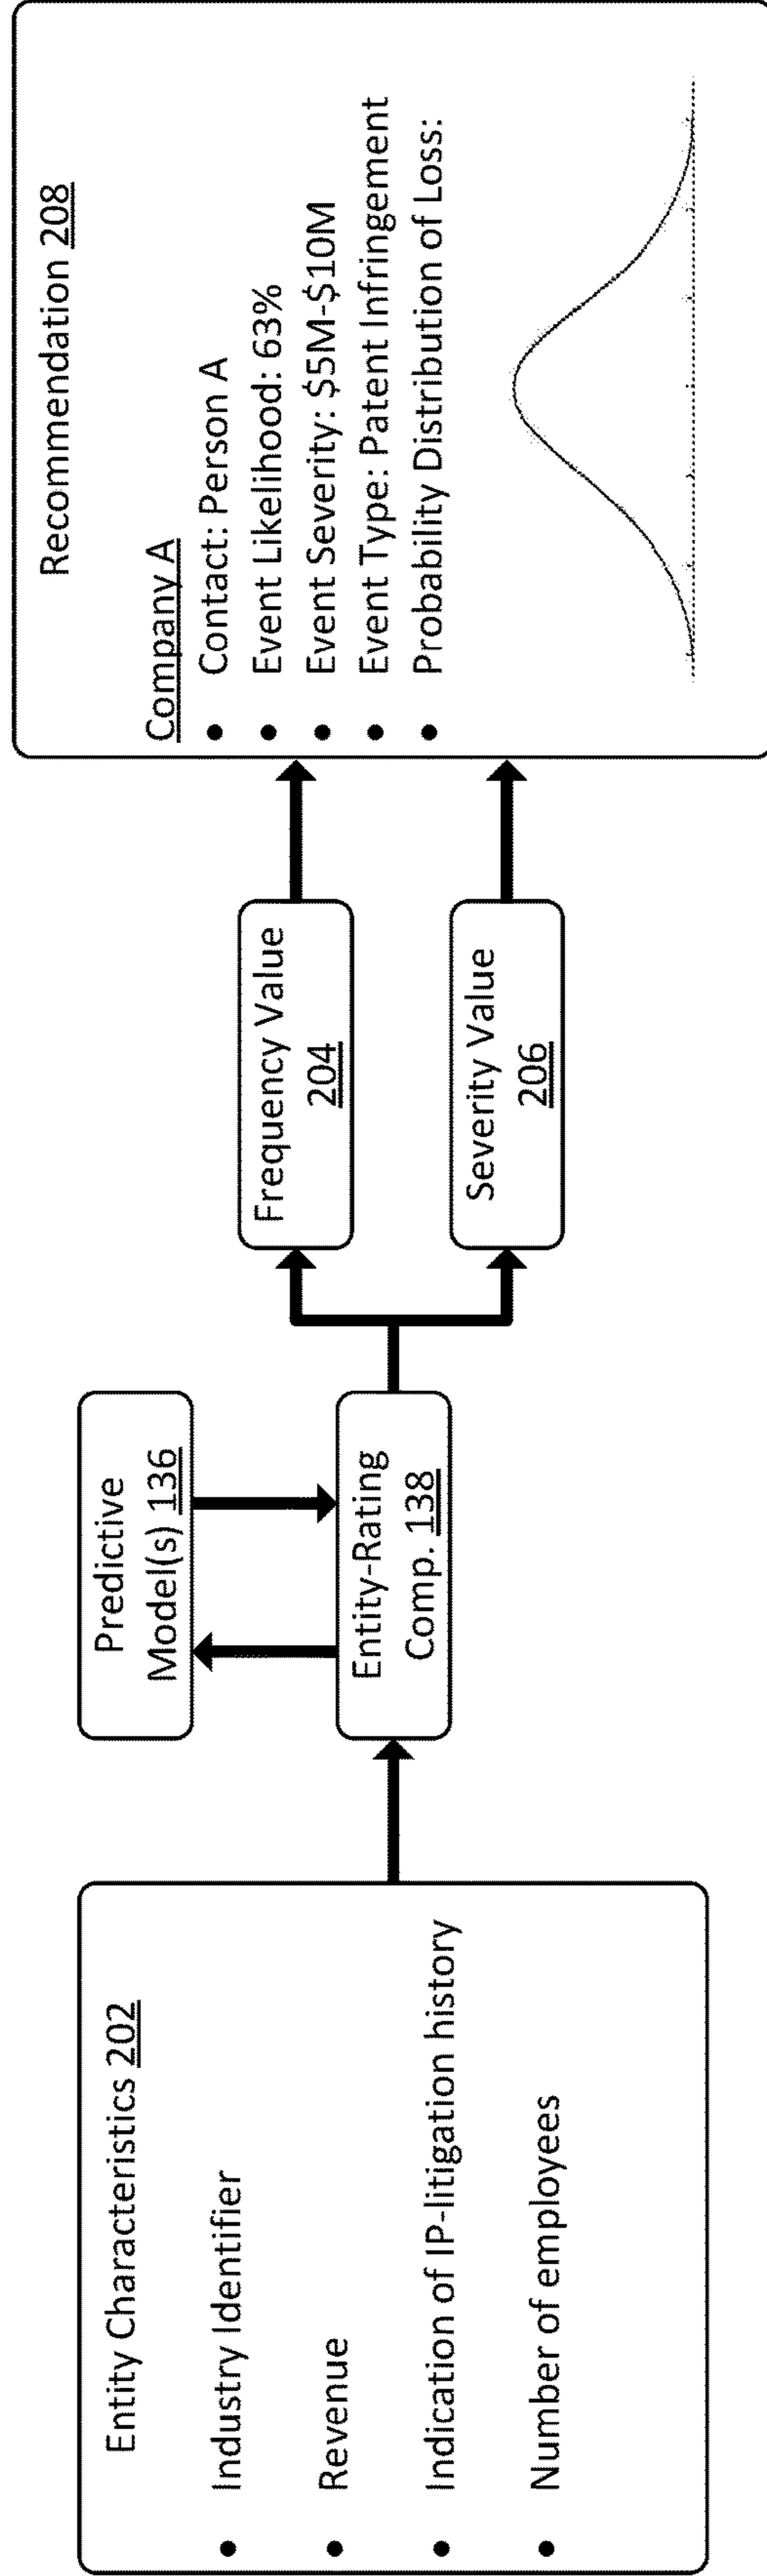 Entity Characteristics 202
• Industry Identifier
• Revenue
• Indication of IP-litigation history
• Number of employees
Predictive
Model(s) 136
Entity-Rating
Comp. 138
Frequency Value
204
Severity Value
206
Recommendation 208
Company A
• Contact: Person A
• Event Likelihood: 63%
• Event Severity: $5M-$10M
• Event Type: Patent Infringement
• Probability Distribution of Loss: